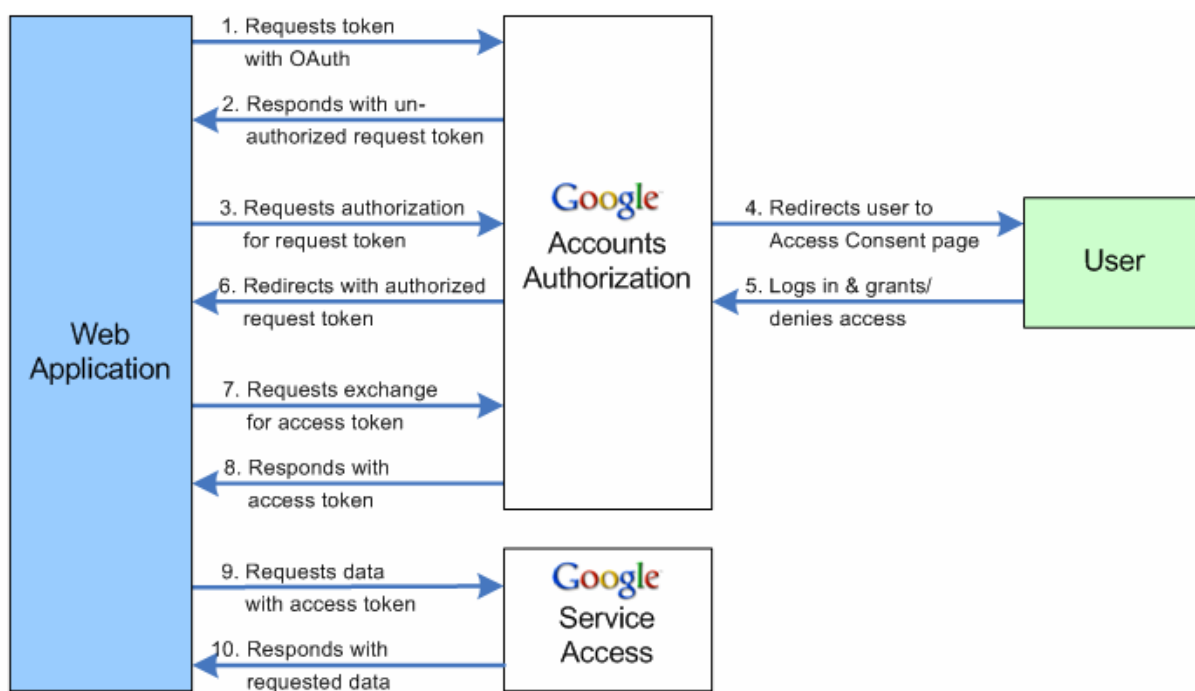 1. Requests token
with OAuth
2. Responds with un-
authorized request token
3. Requests authorization
for request token
6. Redirects with authorized
request token
7. Requests exchange
for access token
8. Responds with
access token
9. Requests data
with access token
10. Responds with
requested data
Web
Application
Google
Accounts
Authorization
4. Redirects user to
Access Consent page
5. Logs in & grants/
denies access
User
Google
Service
Access